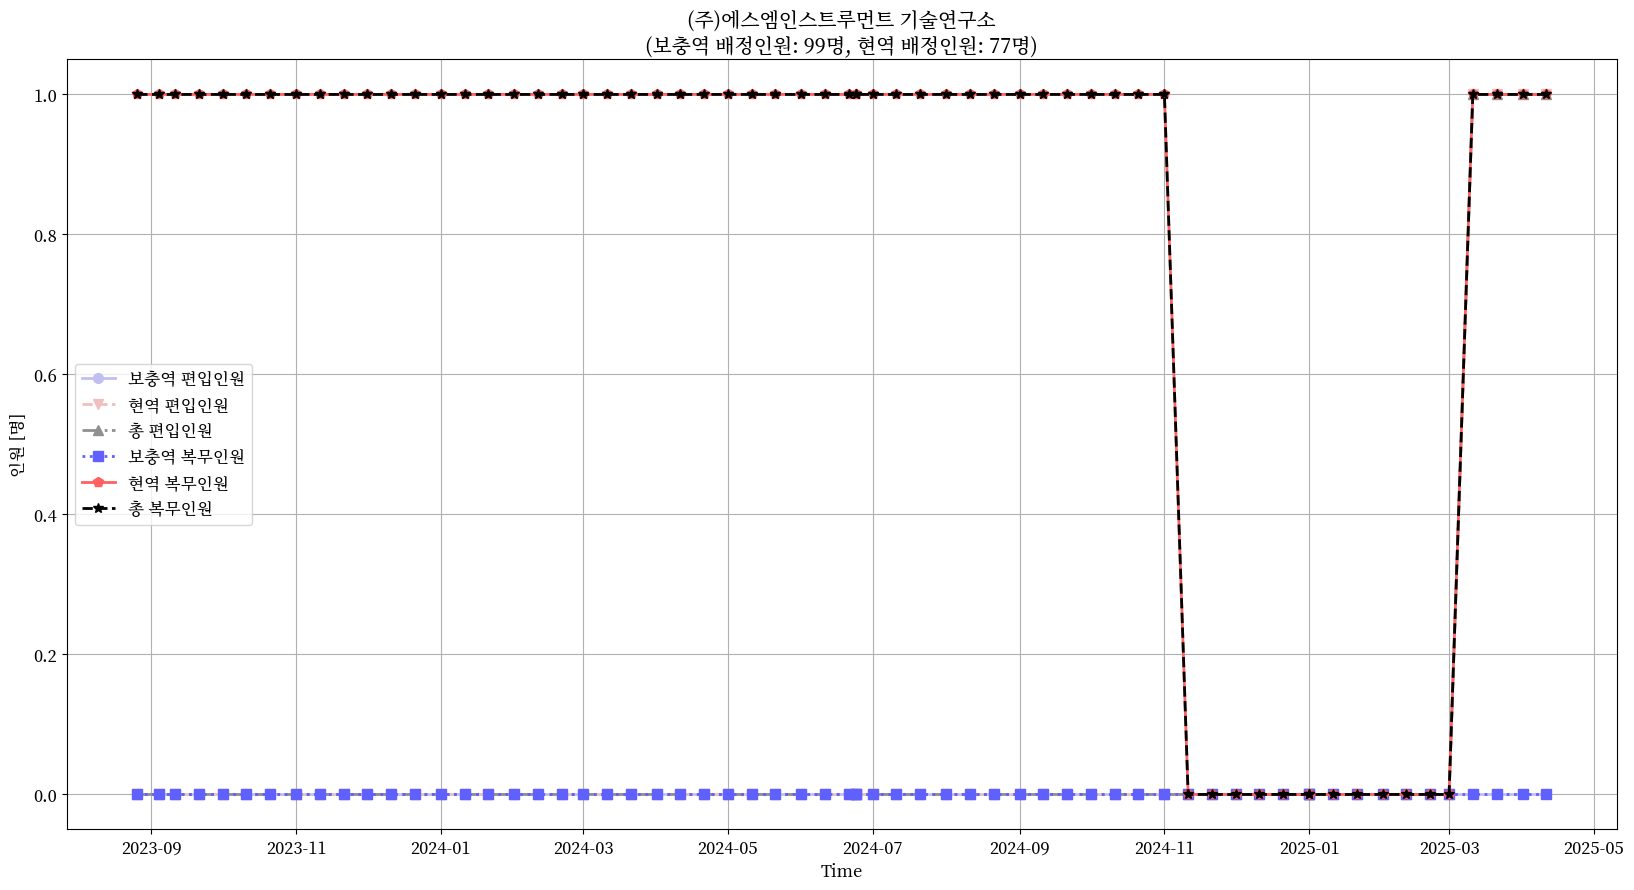 (주)에스엠인스트루먼트 기술연구소
(보충역 배정인원: 99명, 현역 배정인원: 77명)
1.0
0.8
0.6
0.4
0.2
0.0
인원 [명]
보충역 편입인원
현역 편입인원
총 편입인원
보충역 복무인원
현역 복무인원
총 복무인원
2023-09 2023-11 2024-01 2024-03 2024-05 2024-07 2024-09 2024-11 2025-01 2025-03 2025-05
Time